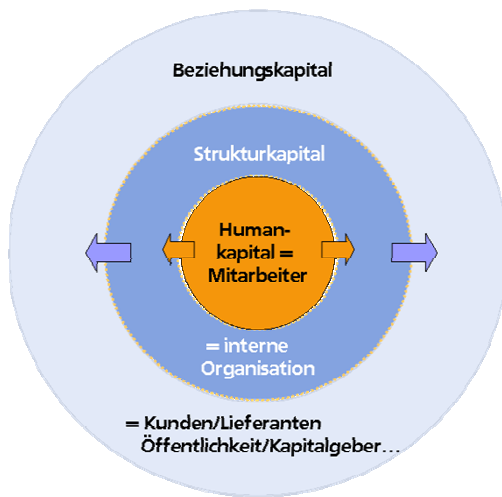 Beziehungskapital
Strukturkapital
Human-
kapital =
Mitarbeiter
= interne
Organisation
= Kunden/Lieferanten
Öffentlichkeit/Kapitalgeber...